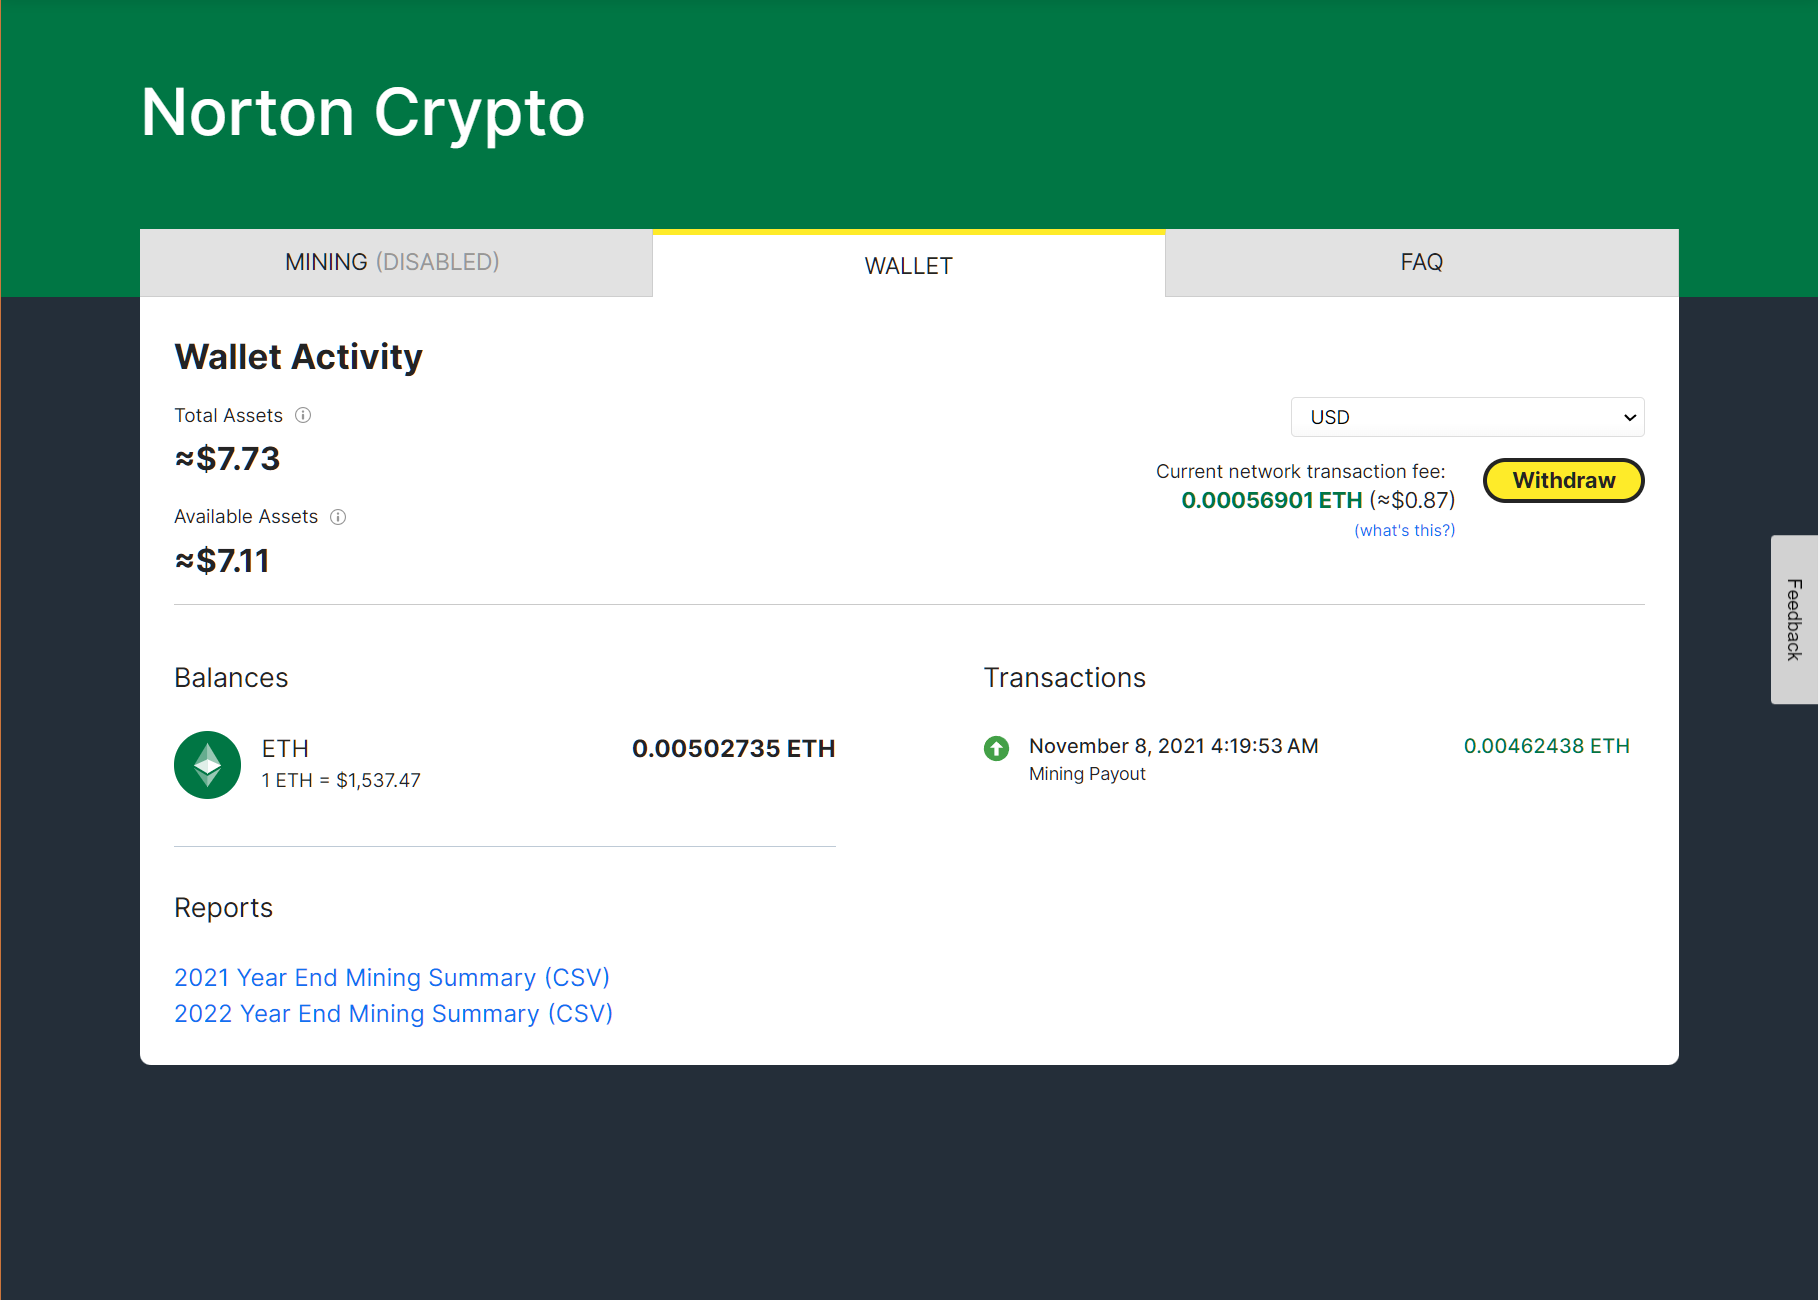 Norton Crypto
MINING (DISABLED)
WALLET
FAQ
Wallet Activity
Total Assets
≈$7.73
Available Assets
≈$7.11
USD
Current network transaction fee:
0.00056901 ETH (≈$0.87)
(what's this?)
Withdraw
Feedback
Balances
ETH
0.00502735 ETH
1 ETH = $1,537.47
Transactions
November 8, 2021 4:19:53 AM
0.00462438 ETH
Mining Payout
Reports
2021 Year End Mining Summary (CSV)
2022 Year End Mining Summary (CSV)